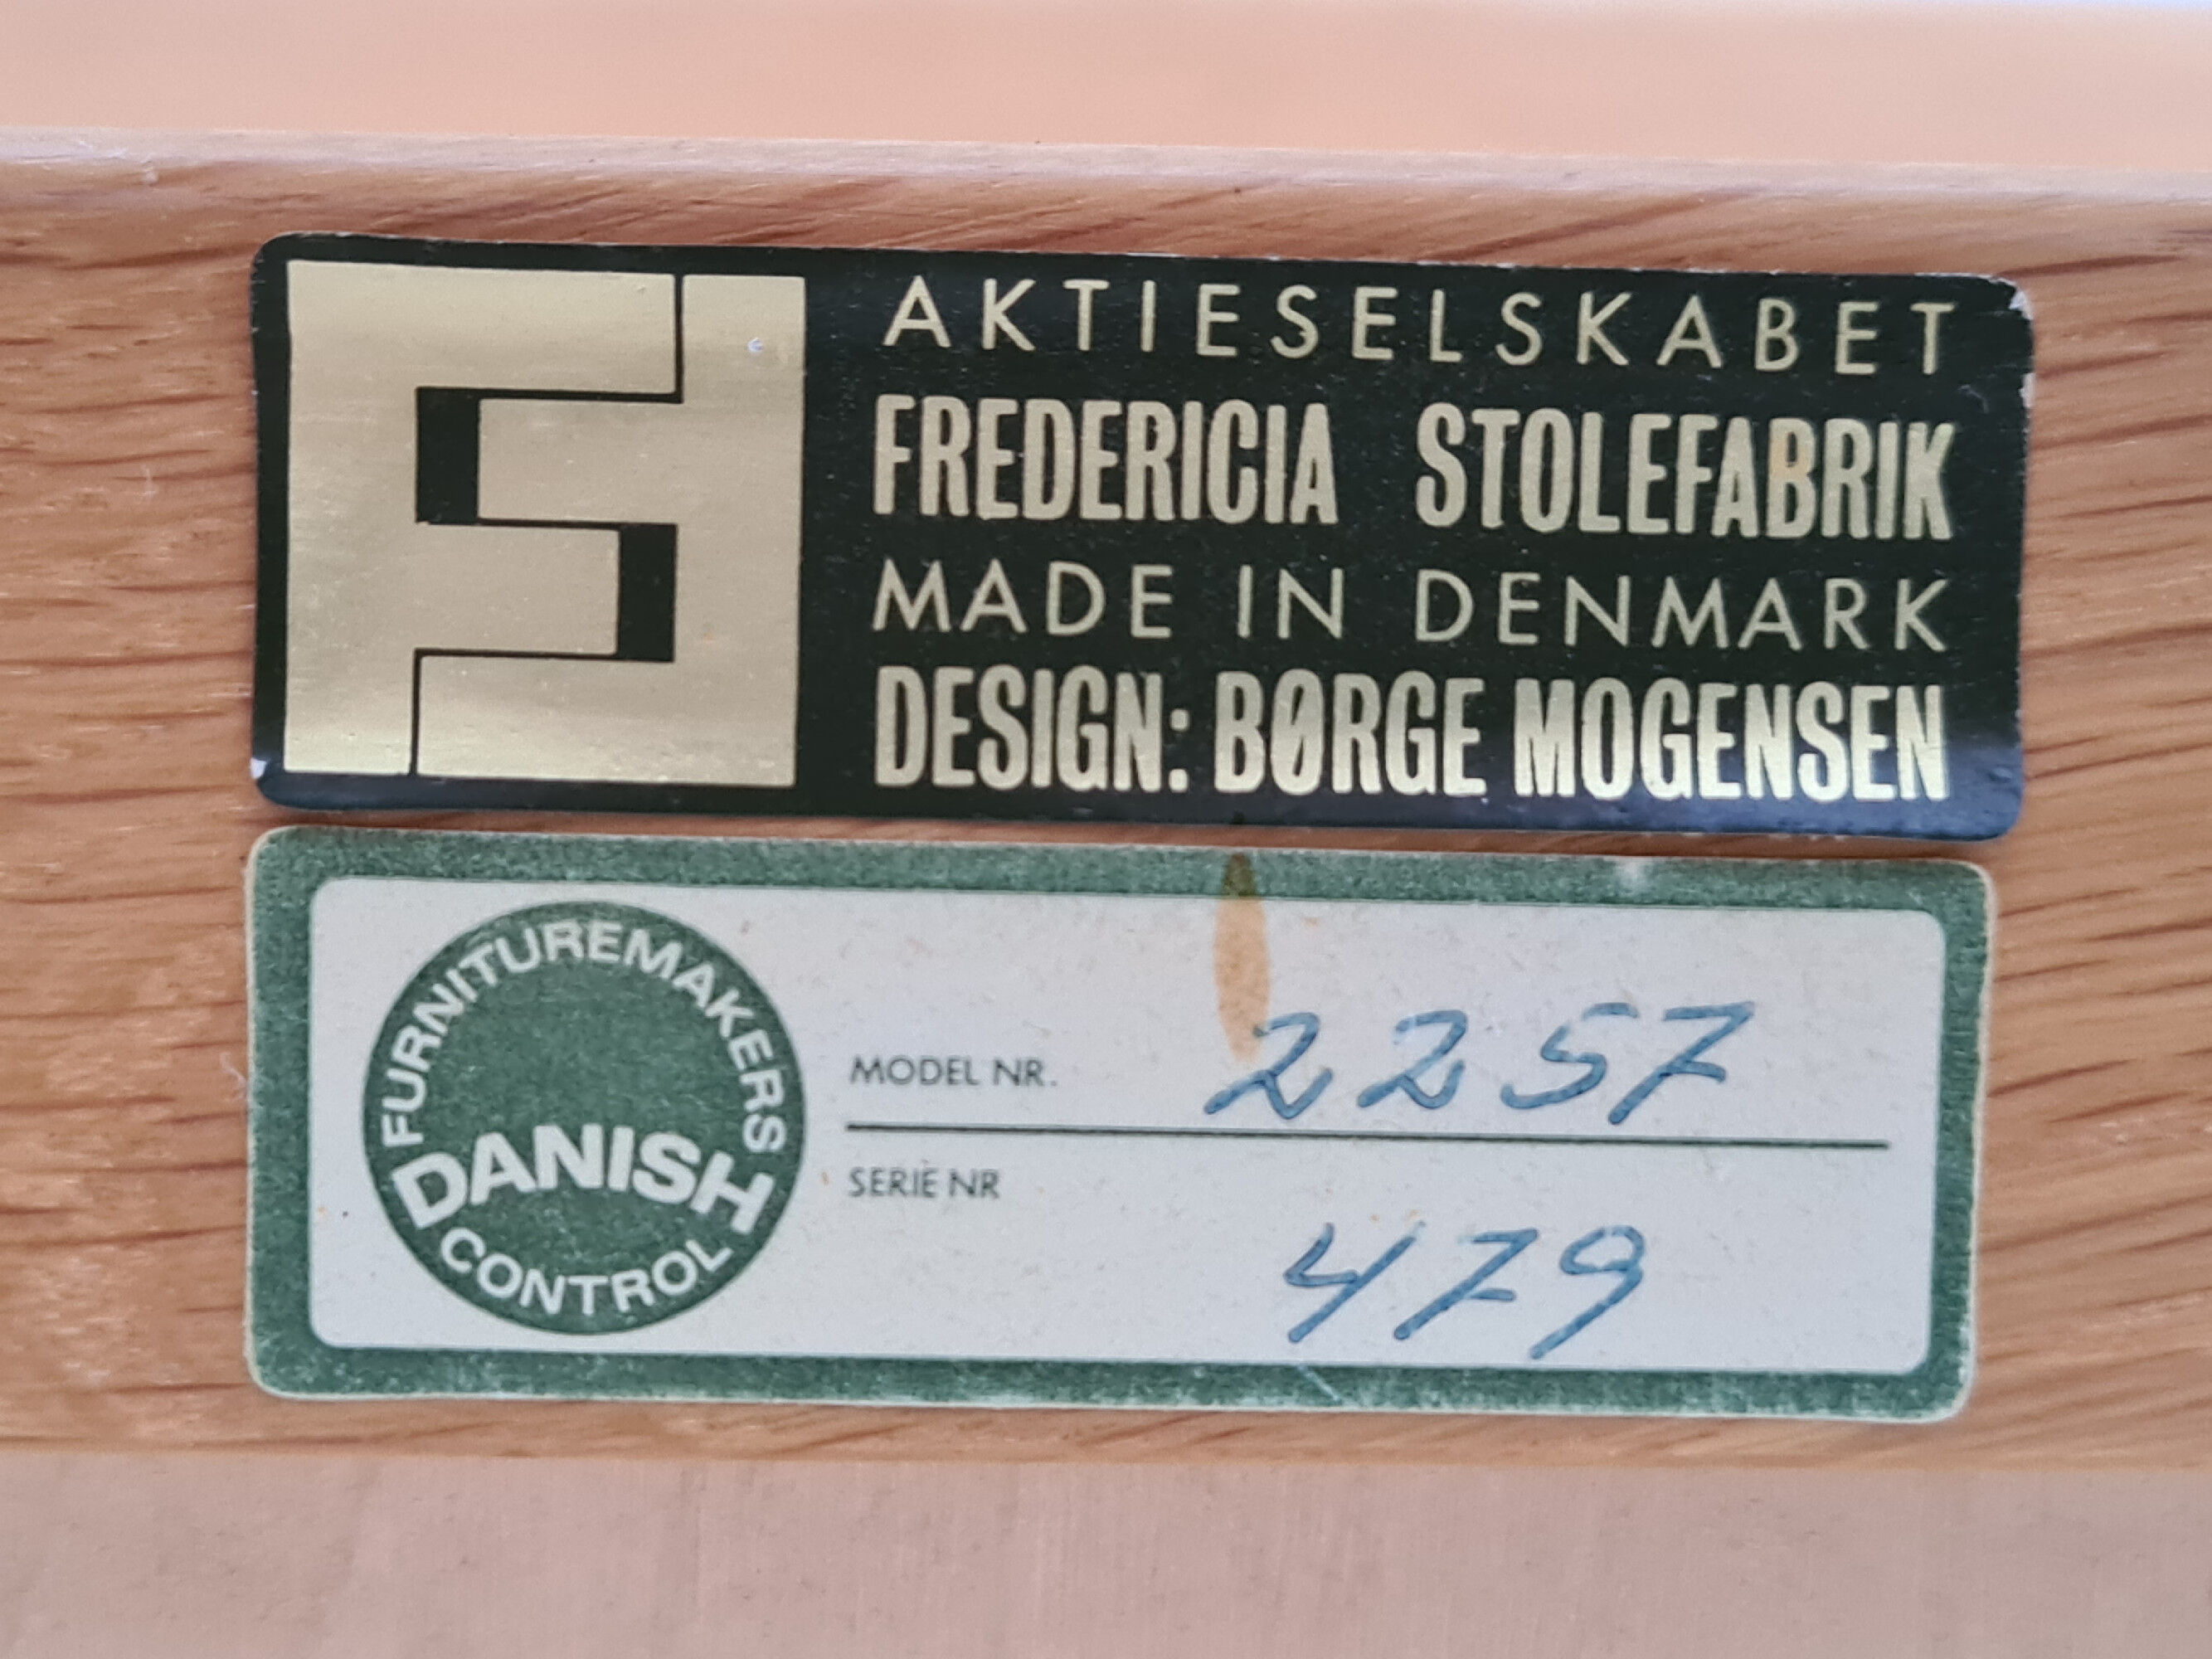 AKTIESELSKABET
FREDERICIA STOLEFABRIK
MADE IN DENMARK
DESIGN: BØRGE MOGENSEN
FURNITUREMAKERS
DANISH
CONTROL
MODEL NR. 2257
SERIE NR 479